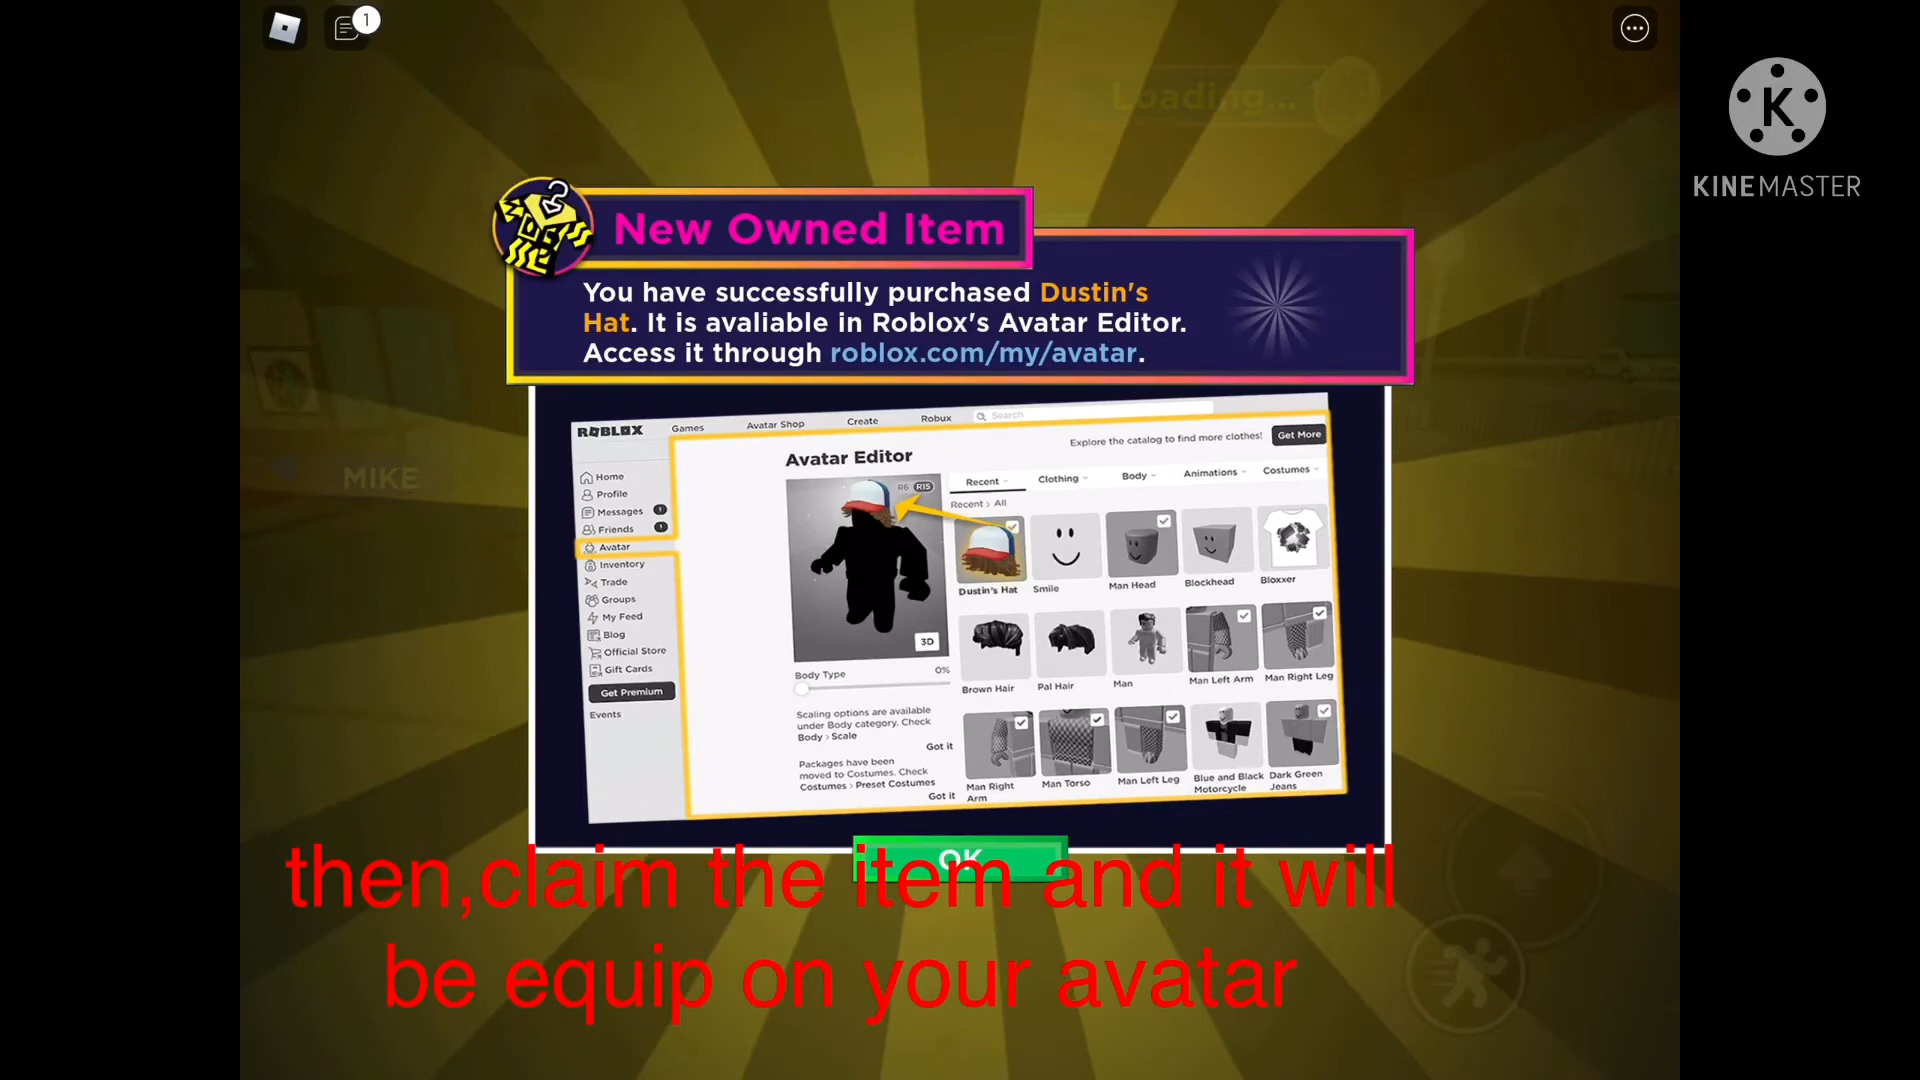 1
Loading...
K
KINEMASTER
New Owned Item
You have successfully purchased Dustin's
Hat. It is avaliable in Roblox's Avatar Editor.
Access it through roblox.com/my/avatar.
MIKE
ROBLOX
Games
Avatar Shop
Create
Robux
Search
Explore the catalog to find more clothes!
Get More
Avatar Editor
Home
Profile
Messages
1
Friends
1
Avatar
Inventory
Trade
Groups
My Feed
Blog
Official Store
Gift Cards
Get Premium
Events
R6 R15
3D
Body Type
0%
Scaling options are available
under Body category. Check
Body > Scale
Got it
Packages have been
moved to Costumes. Check
Costumes > Preset Costumes
Got it
Recent
Clothing
Body
Animations
Costumes
Recent > All
Dustin's Hat
Smile
Man Head
Blockhead
Bloxxer
Brown Hair
Pal Hair
Man
Man Left Arm
Man Right Leg
Man Right
Arm
Man Torso
Man Left Leg
Blue and Black
Motorcycle
Dark Green
Jeans
OK
then,claim the item and it will
be equip on your avatar